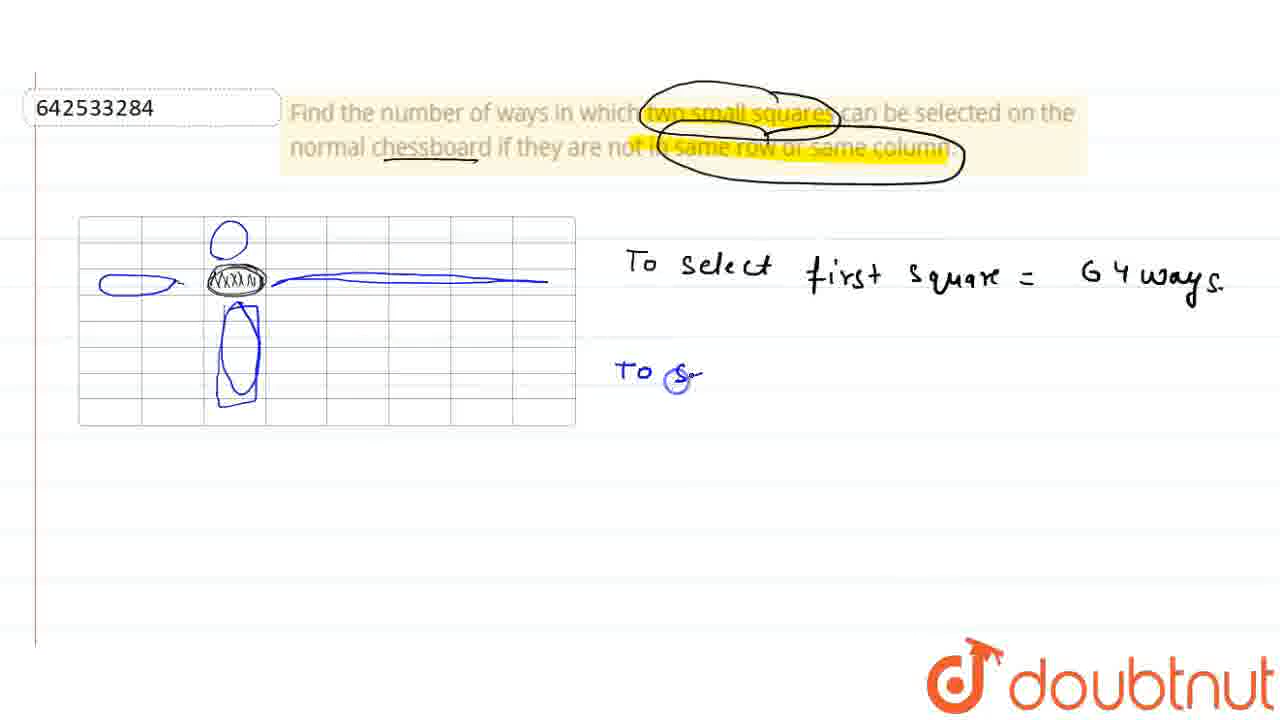 642533284
Find the number of ways in which two small squares can be selected on the
normal chessboard if they are not in same row or same column.
To select first square = 64 ways.
To s
doubtnut